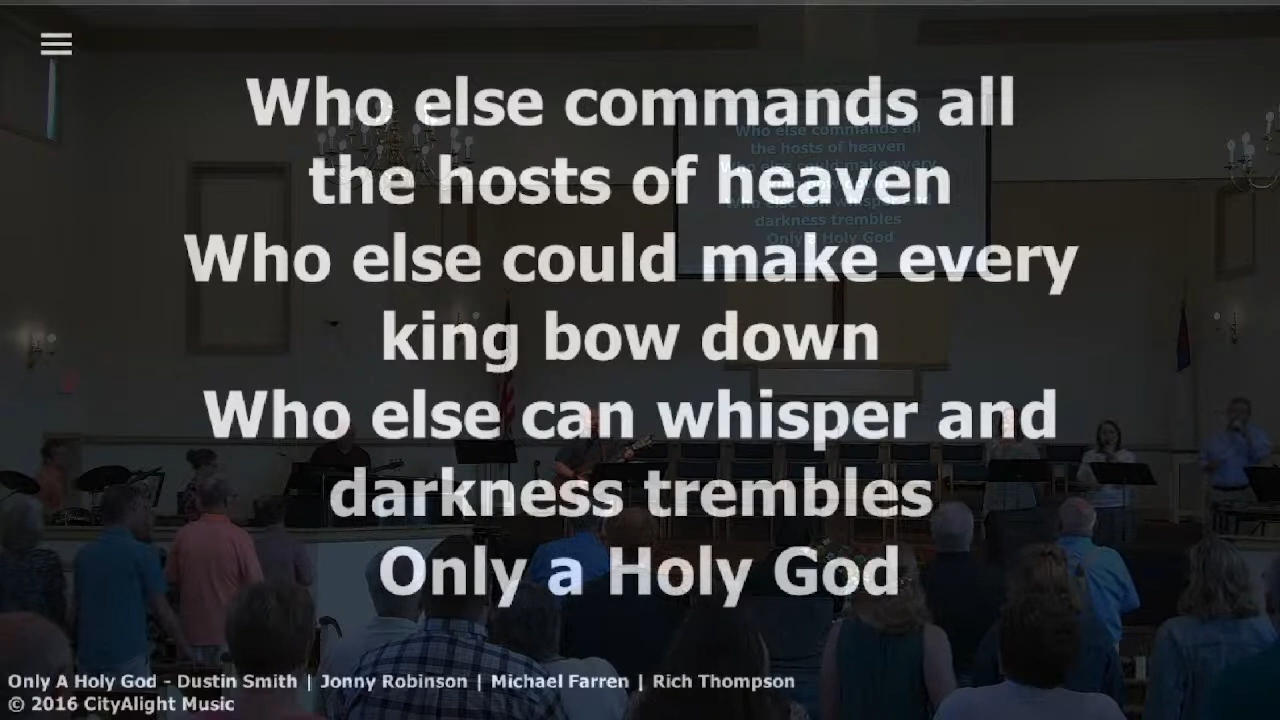 Who else commands all
the hosts of heaven
Who else could make every
king bow down
Who else can whisper and
darkness trembles
Only a Holy God
Only A Holy God - Dustin Smith | Jonny Robinson | Michael Farren | Rich Thompson
© 2016 CityAlight Music